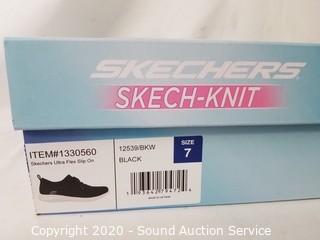 SKECHERS
SKECH-KNIT
ITEM#1330560
Skechers Ultra Flex Slip On
12539/BKW
BLACK
SIZE
7
Copyright 2020 - Sound Auction Service